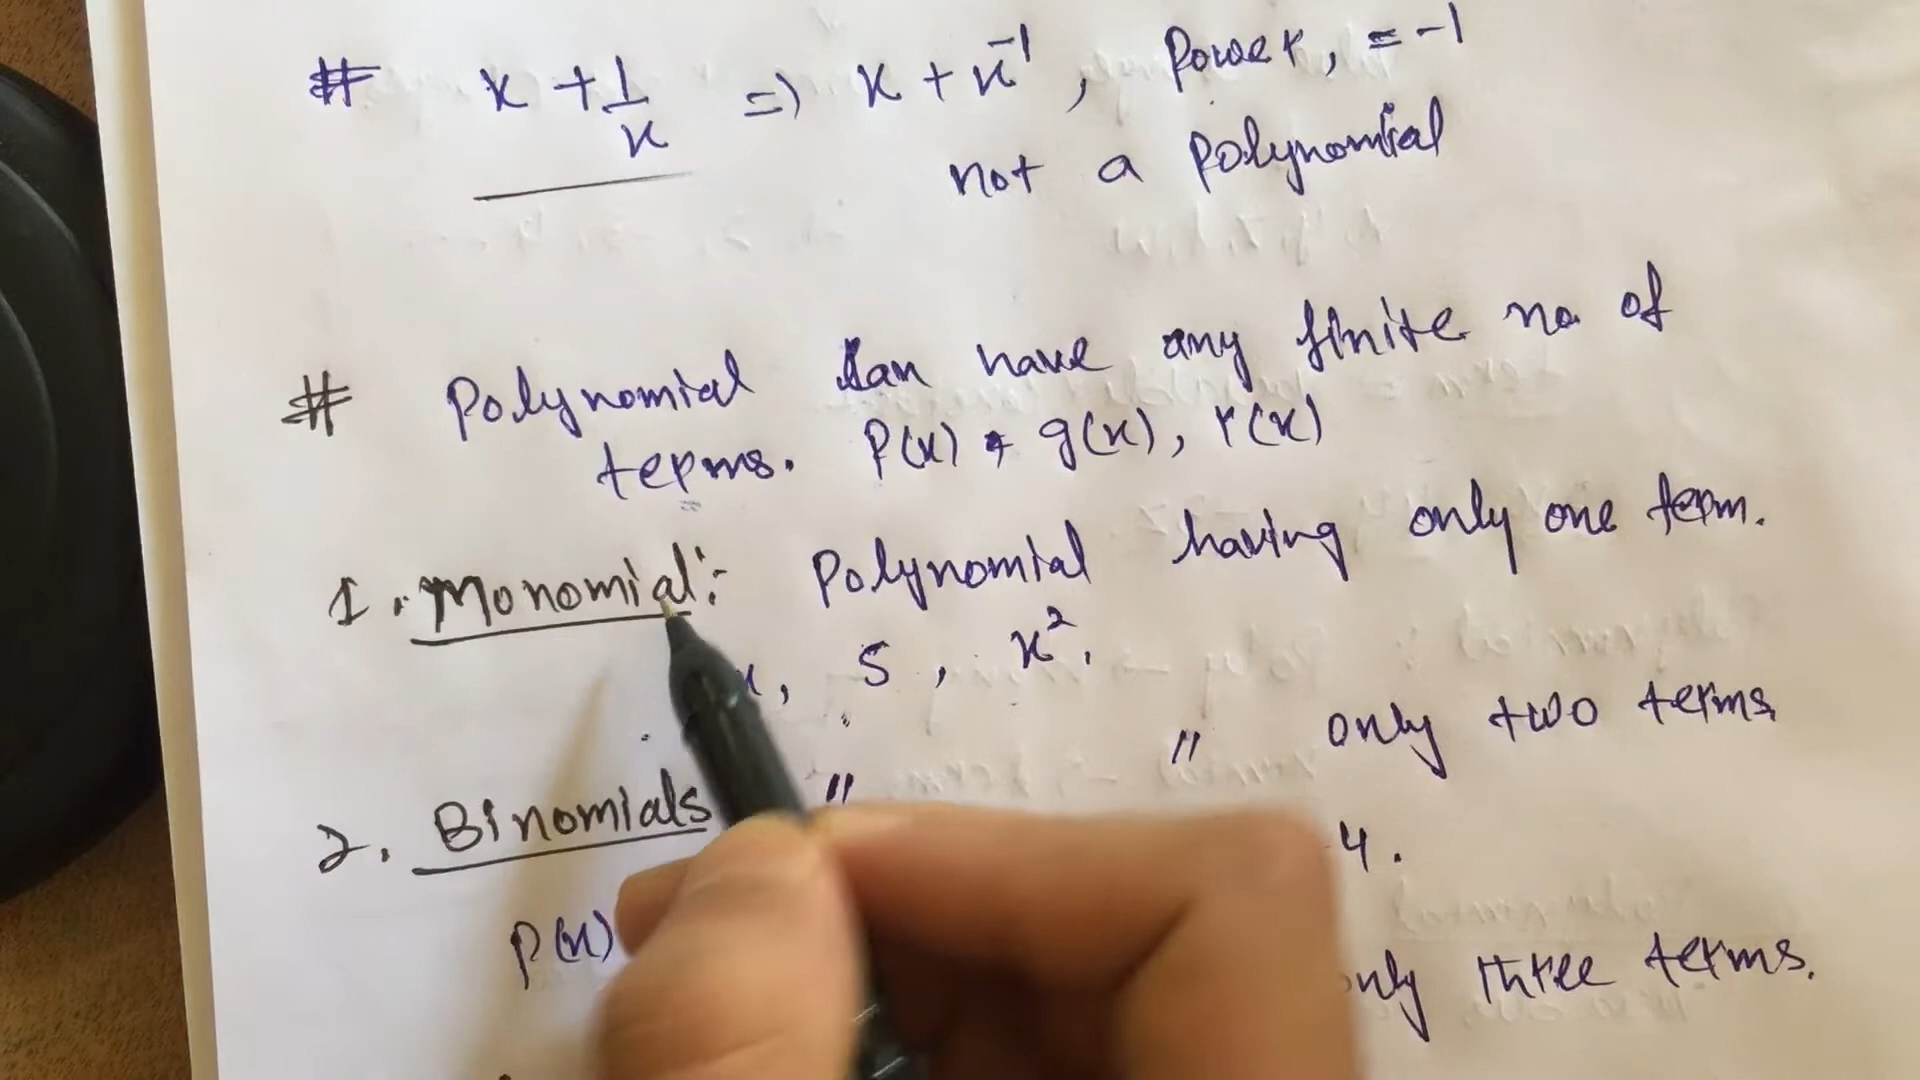 # x + 1/x => x + x⁻¹, Power, = -1
not a polynomial
# Polynomial can have any finite no. of
terms. P(x), g(x), r(x)
1. Monomial:- Polynomial having only one term.
x, 5, x².
2. Binomials " " only two terms
P(x) 4.
only three terms.